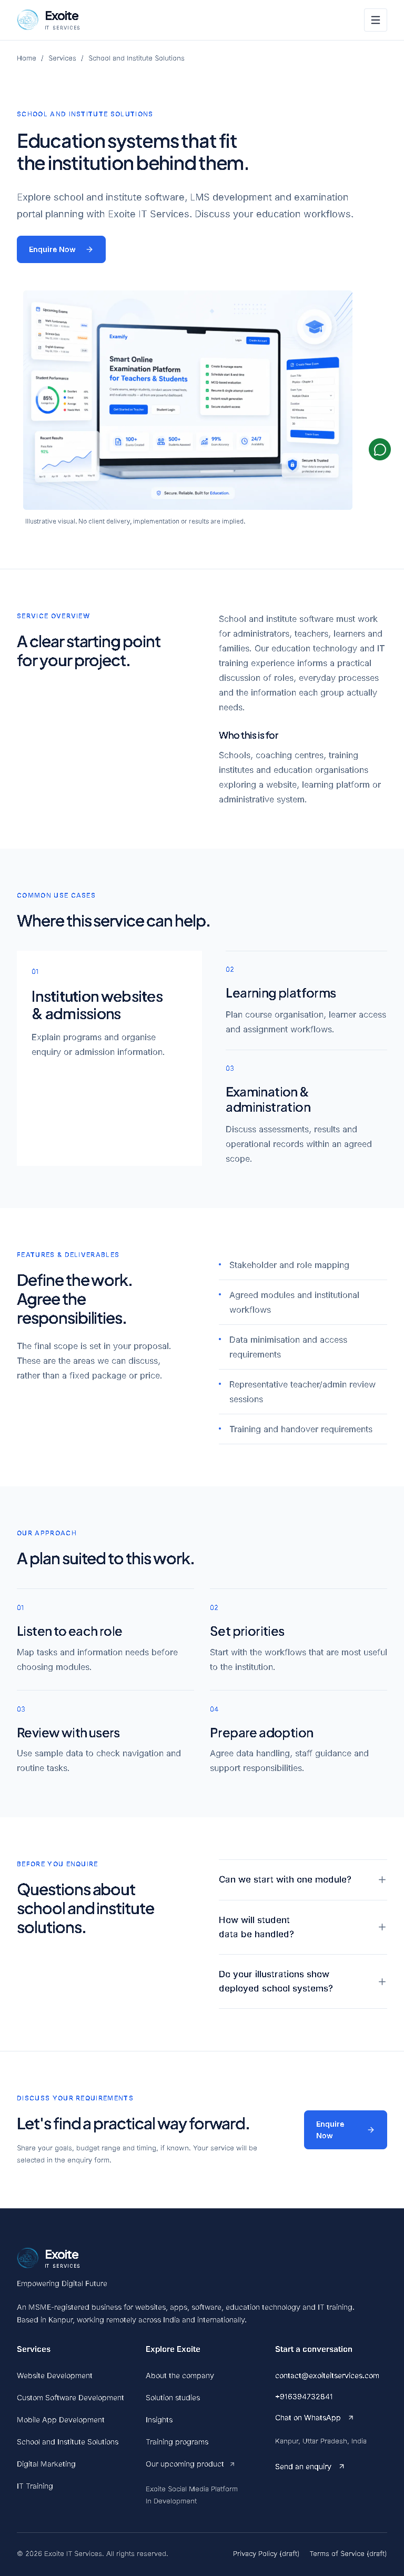 Exoite
IT SERVICES
Home / Services / School and Institute Solutions
SCHOOL AND INSTITUTE SOLUTIONS
Education systems that fit
the institution behind them.
Explore school and institute software, LMS development and examination
portal planning with Exoite IT Services. Discuss your education workflows.
Enquire Now
Upcoming Exams
Student Performance
85%
Recent Results
Examify
Smart Online
Examination Platform
for Teachers & Students
Student Login
100+
500+
99%
24/7
Secure & Trusted
Secure. Reliable. Built for Education.
Illustrative visual. No client delivery, implementation or results are implied.
SERVICE OVERVIEW
A clear starting point
for your project.
School and institute software must work
for administrators, teachers, learners and
families. Our education technology and IT
training experience informs a practical
discussion of roles, everyday processes
and the information each group actually
needs.
Who this is for
Schools, coaching centres, training
institutes and education organisations
exploring a website, learning platform or
administrative system.
COMMON USE CASES
Where this service can help.
01
Institution websites
& admissions
Explain programs and organise
enquiry or admission information.
02
Learning platforms
Plan course organisation, learner access
and assignment workflows.
03
Examination &
administration
Discuss assessments, results and
operational records within an agreed
scope.
FEATURES & DELIVERABLES
Define the work.
Agree the
responsibilities.
The final scope is set in your proposal.
These are the areas we can discuss,
rather than a fixed package or price.
• Stakeholder and role mapping
• Agreed modules and institutional
workflows
• Data minimisation and access
requirements
• Representative teacher/admin review
sessions
• Training and handover requirements
OUR APPROACH
A plan suited to this work.
01
Listen to each role
Map tasks and information needs before
choosing modules.
02
Set priorities
Start with the workflows that are most useful
to the institution.
03
Review with users
Use sample data to check navigation and
routine tasks.
04
Prepare adoption
Agree data handling, staff guidance and
support responsibilities.
BEFORE YOU ENQUIRE
Questions about
school and institute
solutions.
Can we start with one module?
How will student
data be handled?
Do your illustrations show
deployed school systems?
DISCUSS YOUR REQUIREMENTS
Let's find a practical way forward.
Share your goals, budget range and timing, if known. Your service will be
selected in the enquiry form.
Enquire
Now
Exoite
IT SERVICES
Empowering Digital Future
An MSME-registered business for websites, apps, software, education technology and IT training.
Based in Kanpur, working remotely across India and internationally.
Services
Website Development
Custom Software Development
Mobile App Development
School and Institute Solutions
Digital Marketing
IT Training
Explore Exoite
About the company
Solution studies
Insights
Training programs
Our upcoming product
Exoite Social Media Platform
In Development
Start a conversation
contact@exoiteitservices.com
+916394732841
Chat on WhatsApp
Kanpur, Uttar Pradesh, India
Send an enquiry
© 2026 Exoite IT Services. All rights reserved.
Privacy Policy (draft)
Terms of Service (draft)